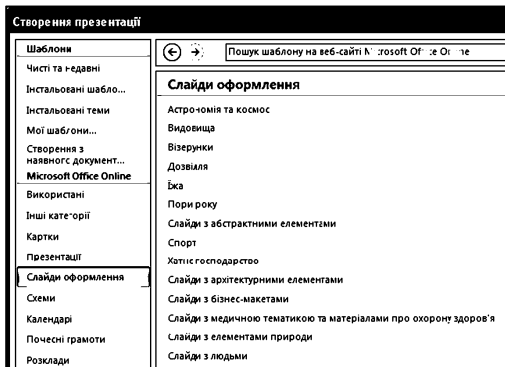 Створення презентації
Шаблони
Чисті та недавні
Інстальовані шабло...
Інстальовані теми
Мої шаблони...
Створення з
наявного документ...
Microsoft Office Online
Використані
Інші категорії
Картки
Презентації
Слайди оформлення
Схеми
Календарі
Почесні грамоти
Розклади
Пошук шаблону на веб-сайті Microsoft Office Online
Слайди оформлення
Астрономія та космос
Видовища
Візерунки
Дозвілля
Їжа
Пори року
Слайди з абстрактними елементами
Спорт
Хатнє господарство
Слайди з архітектурними елементами
Слайди з бізнес-макетами
Слайди з медичною тематикою та матеріалами про охорону здоров'я
Слайди з елементами природи
Слайди з людьми